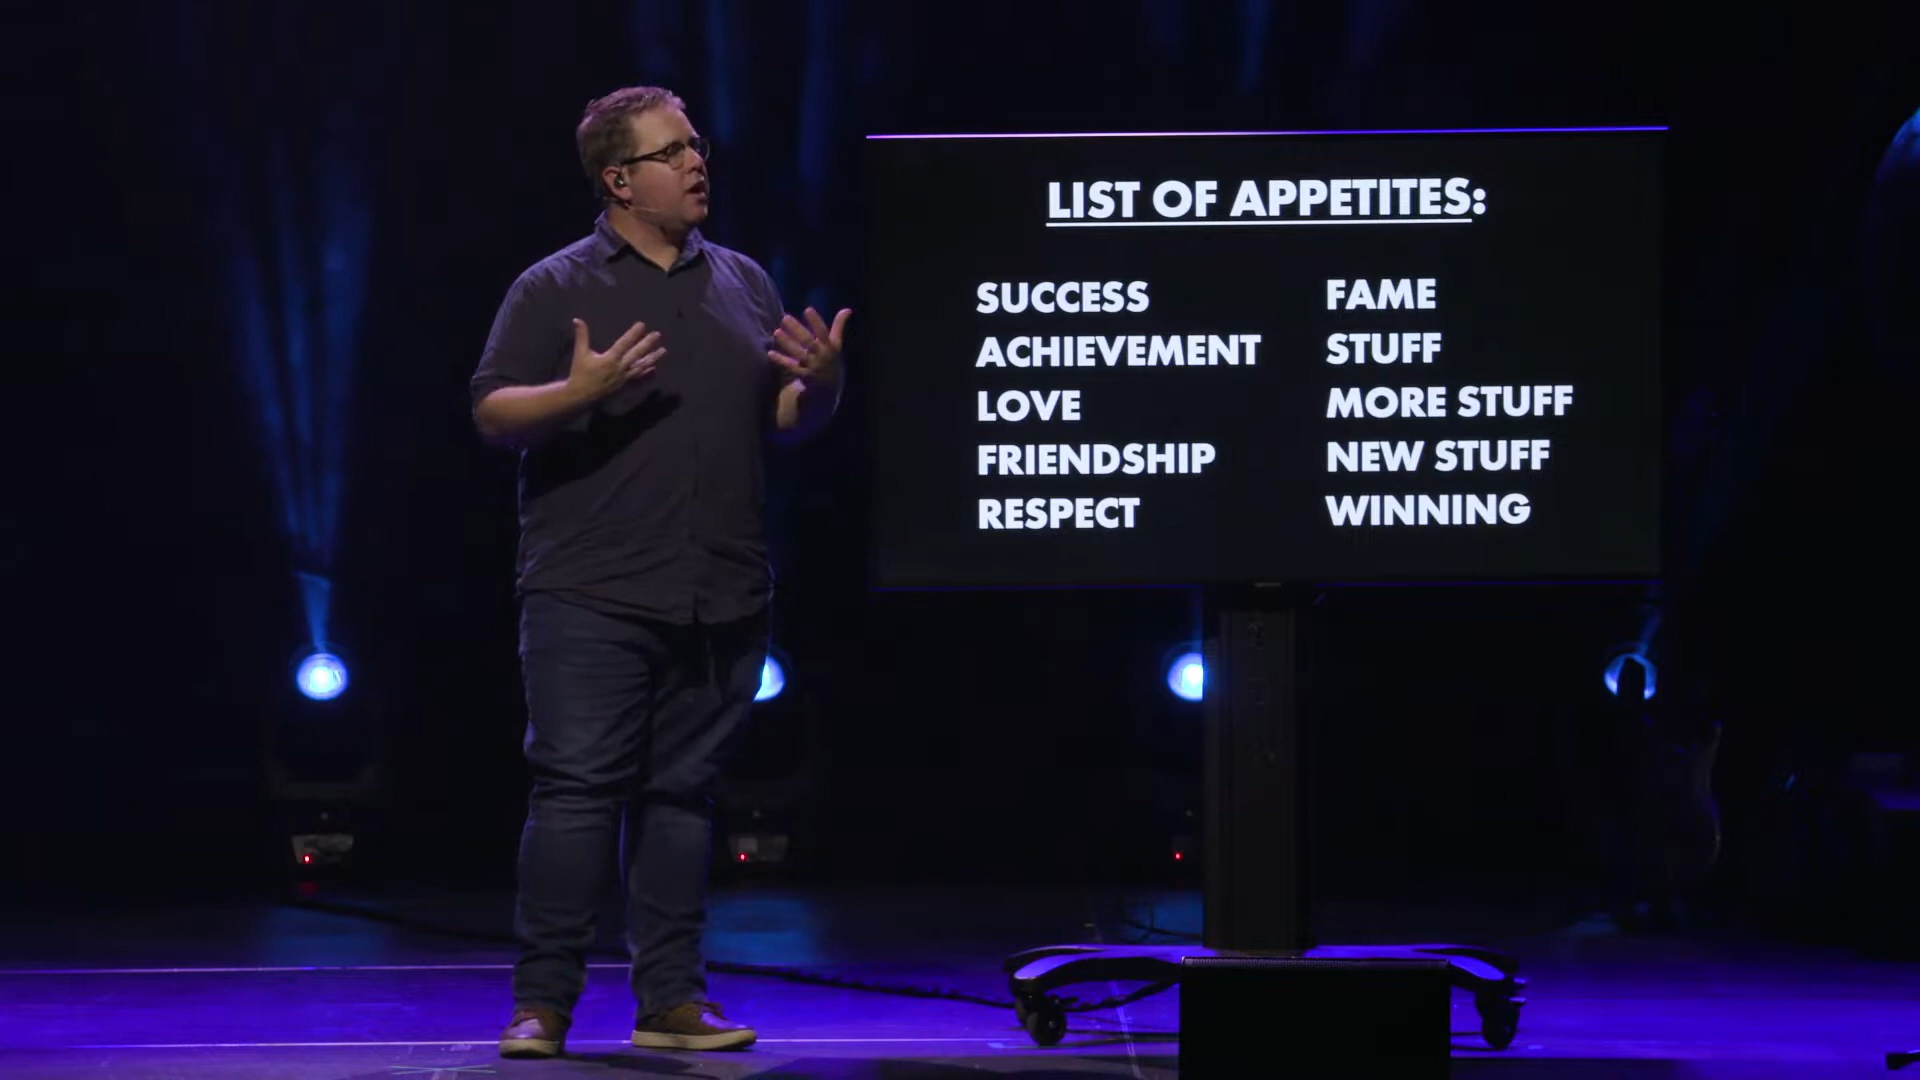 LIST OF APPETITES:
SUCCESS
ACHIEVEMENT
LOVE
FRIENDSHIP
RESPECT
FAME
STUFF
MORE STUFF
NEW STUFF
WINNING